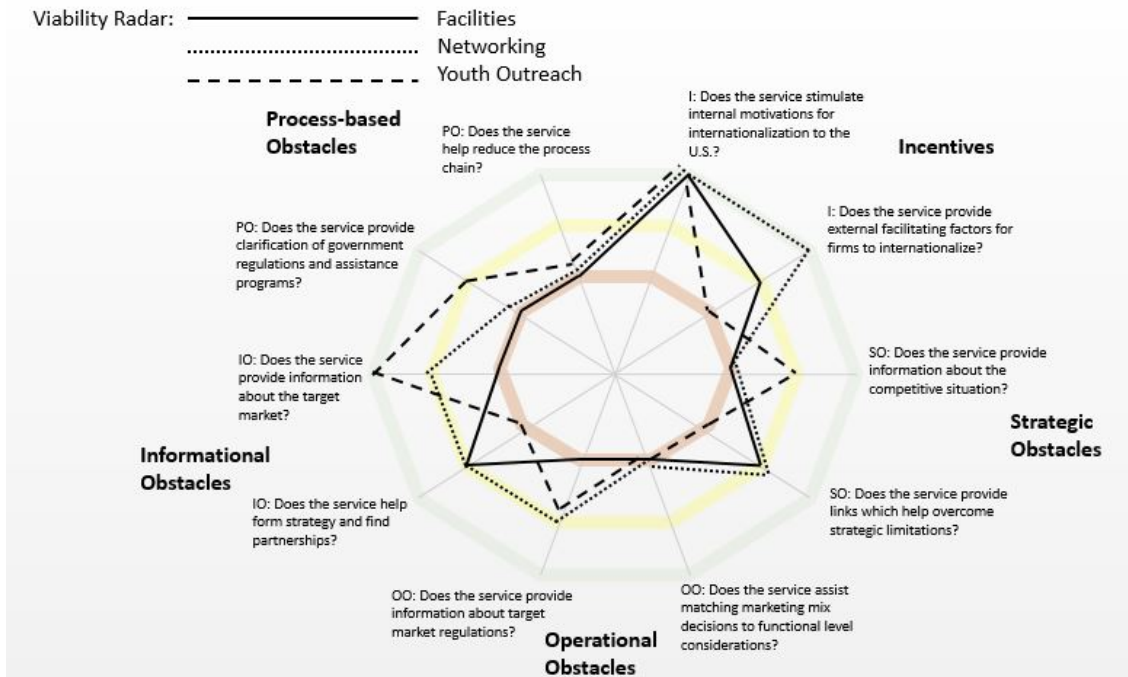 Viability Radar:
Facilities
Networking
Youth Outreach
Process-based
Obstacles
PO: Does the service
help reduce the process
chain?
I: Does the service stimulate
internal motivations for
internationalization to the
U.S.?
Incentives
PO: Does the service provide
clarification of government
regulations and assistance
programs?
I: Does the service provide
external facilitating factors for
firms to internationalize?
IO: Does the service
provide information
about the target
market?
SO: Does the service provide
information about the
competitive situation?
Strategic
Obstacles
Informational
Obstacles
IO: Does the service help
form strategy and find
partnerships?
SO: Does the service provide
links which help overcome
strategic limitations?
OO: Does the service provide
information about target
market regulations?
OO: Does the service assist
matching marketing mix
decisions to functional level
considerations?
Operational
Obstacles